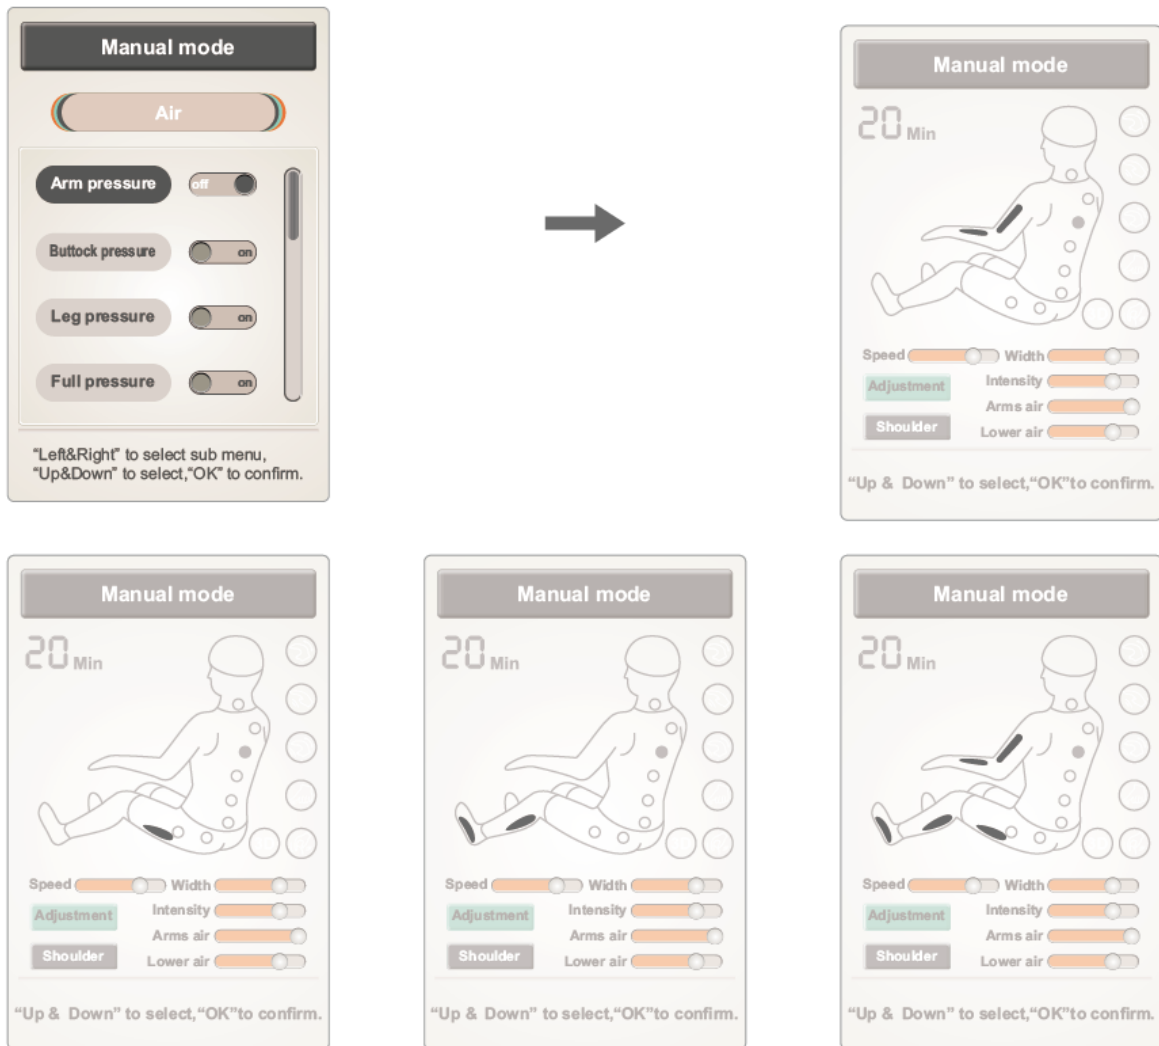 Manual mode
Air
Arm pressure off
Buttock pressure on
Leg pressure on
Full pressure on
“Left&Right” to select sub menu,
“Up&Down” to select,“OK” to confirm.
Manual mode
20 Min
Speed Width
Adjustment Intensity
Arms air
Shoulder
Lower air
“Up & Down” to select,“OK”to confirm.
Manual mode
20 Min
Speed Width
Adjustment Intensity
Arms air
Shoulder
Lower air
“Up & Down” to select,“OK”to confirm.
Manual mode
20 Min
Speed Width
Adjustment Intensity
Arms air
Shoulder
Lower air
“Up & Down” to select,“OK”to confirm.
Manual mode
20 Min
Speed Width
Adjustment Intensity
Arms air
Shoulder
Lower air
“Up & Down” to select,“OK”to confirm.